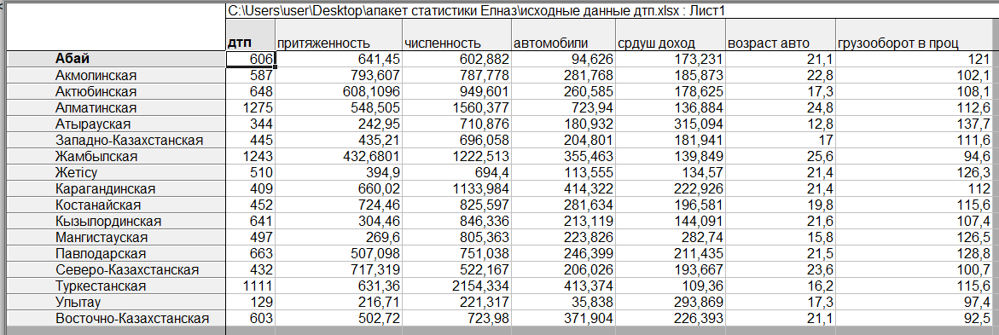 C:\Users\user\Desktop\апакет статистики Елназ\исходные данные дтп.xlsx : Лист1
дтп притяженность численность автомобили срдуш доход возраст авто грузооборот в проц
Абай 606 641,45 602,882 94,626 173,231 21,1 121
Акмолинская 587 793,607 787,778 281,768 185,873 22,8 102,1
Актюбинская 648 608,1096 949,601 260,585 178,625 17,3 108,1
Алматинская 1275 548,505 1560,377 723,94 136,884 24,8 112,6
Атырауская 344 242,95 710,876 180,932 315,094 12,8 137,7
Западно-Казахстанская 445 435,21 696,058 204,801 181,941 17 111,6
Жамбылская 1243 432,6801 1222,513 355,463 139,849 25,6 94,6
Жетісу 510 394,9 694,4 113,555 134,57 21,4 126,3
Карагандинская 409 660,02 1133,984 414,322 222,926 21,4 112
Костанайская 452 724,46 825,597 281,634 196,581 19,8 115,6
Кызылординская 641 304,46 846,336 213,119 144,091 21,6 107,4
Мангистауская 497 269,6 805,363 223,826 282,74 15,8 126,5
Павлодарская 663 507,098 751,038 246,399 211,435 21,5 128,8
Северо-Казахстанская 432 717,319 522,167 206,026 193,667 23,6 100,7
Туркестанская 1111 631,36 2154,334 413,374 109,36 16,2 115,6
Улытау 129 216,71 221,317 35,838 293,869 17,3 97,4
Восточно-Казахстанская 603 502,72 723,98 371,904 226,393 21,1 92,5